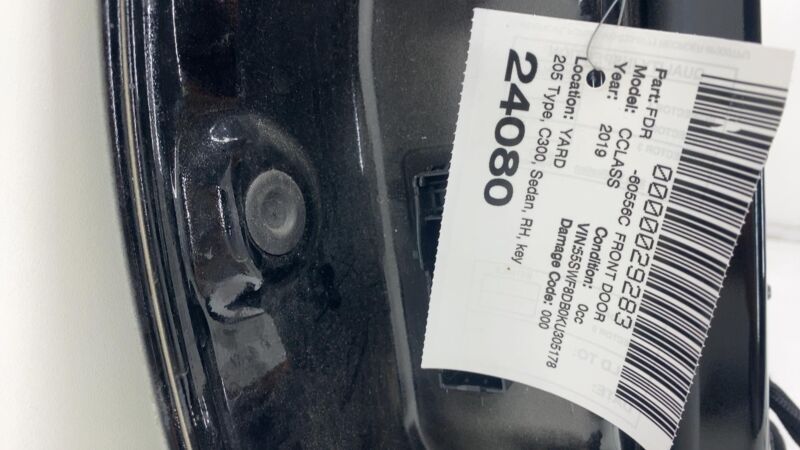 0000029283
Part: FDR -60556C FRONT DOOR
Model: CCLASS Condition: 0cc
Year: 2019 VIN:55SWF8DB0KU305178
Location: YARD Damage Code: 000
205 Type, C300, Sedan, RH, key
24080